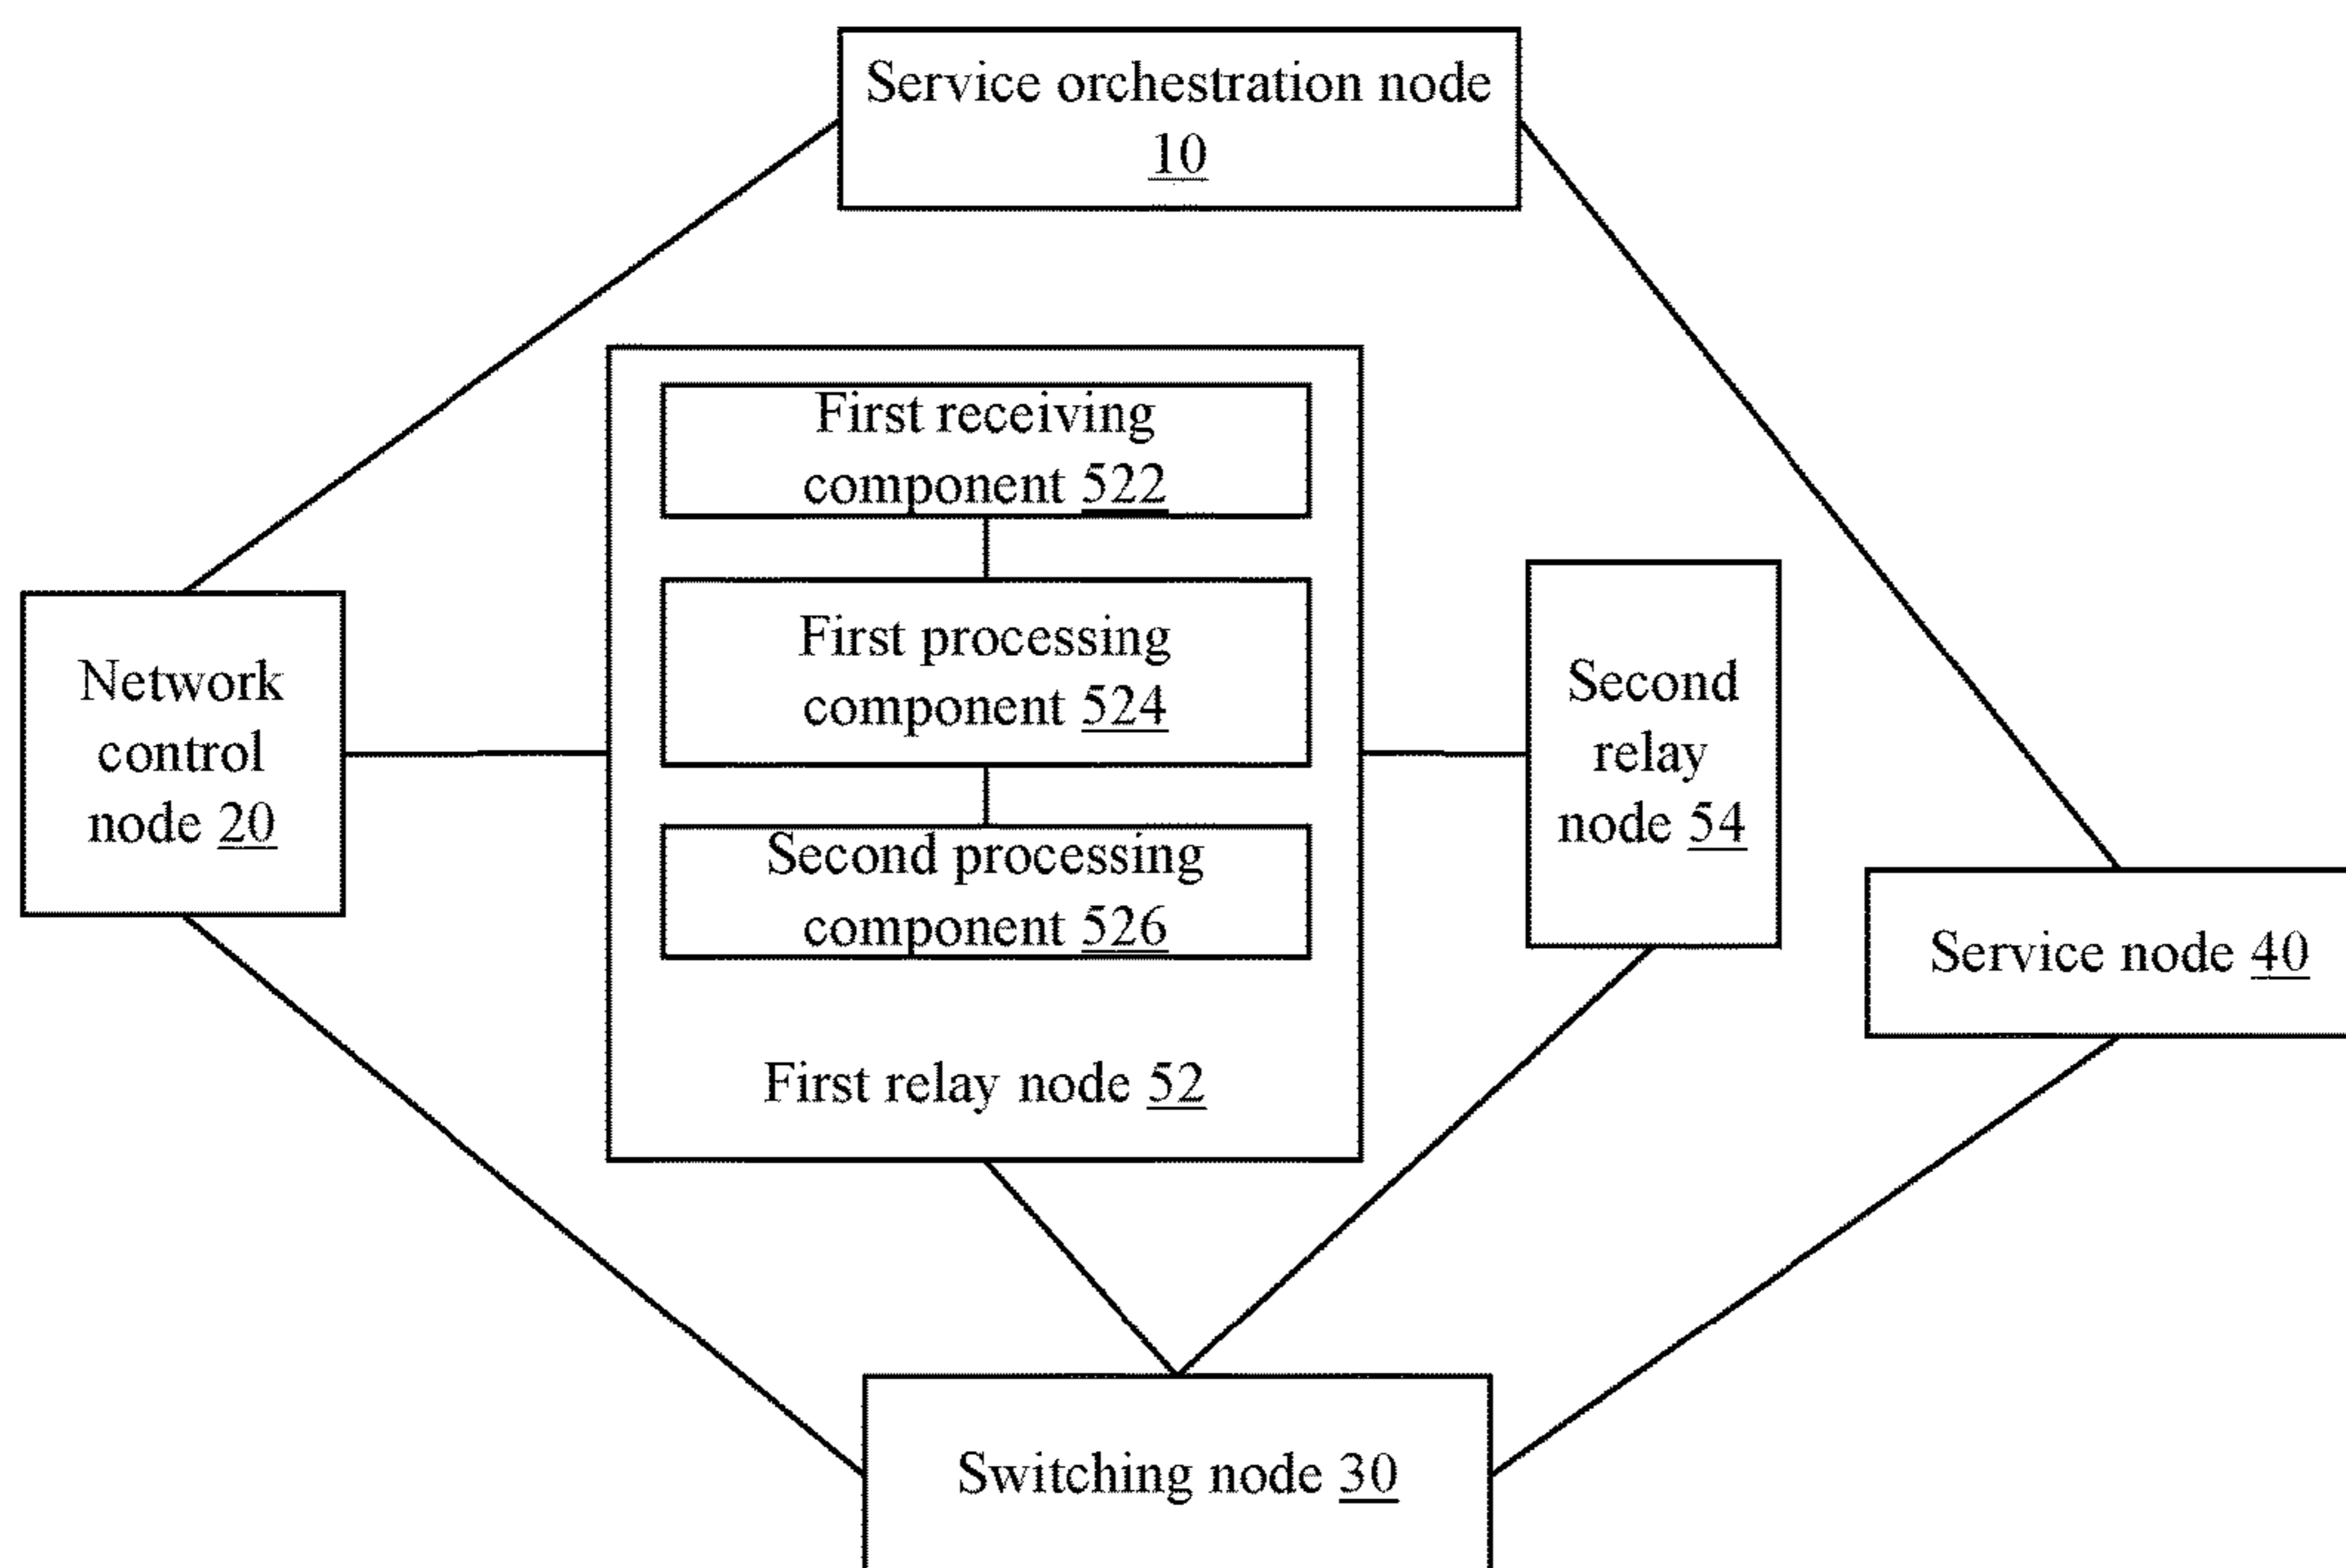 Service orchestration node
10
First receiving
component 522
First processing
component 524
Second processing
component 526
First relay node 52
Network
control
node 20
Second
relay
node 54
Service node 40
Switching node 30